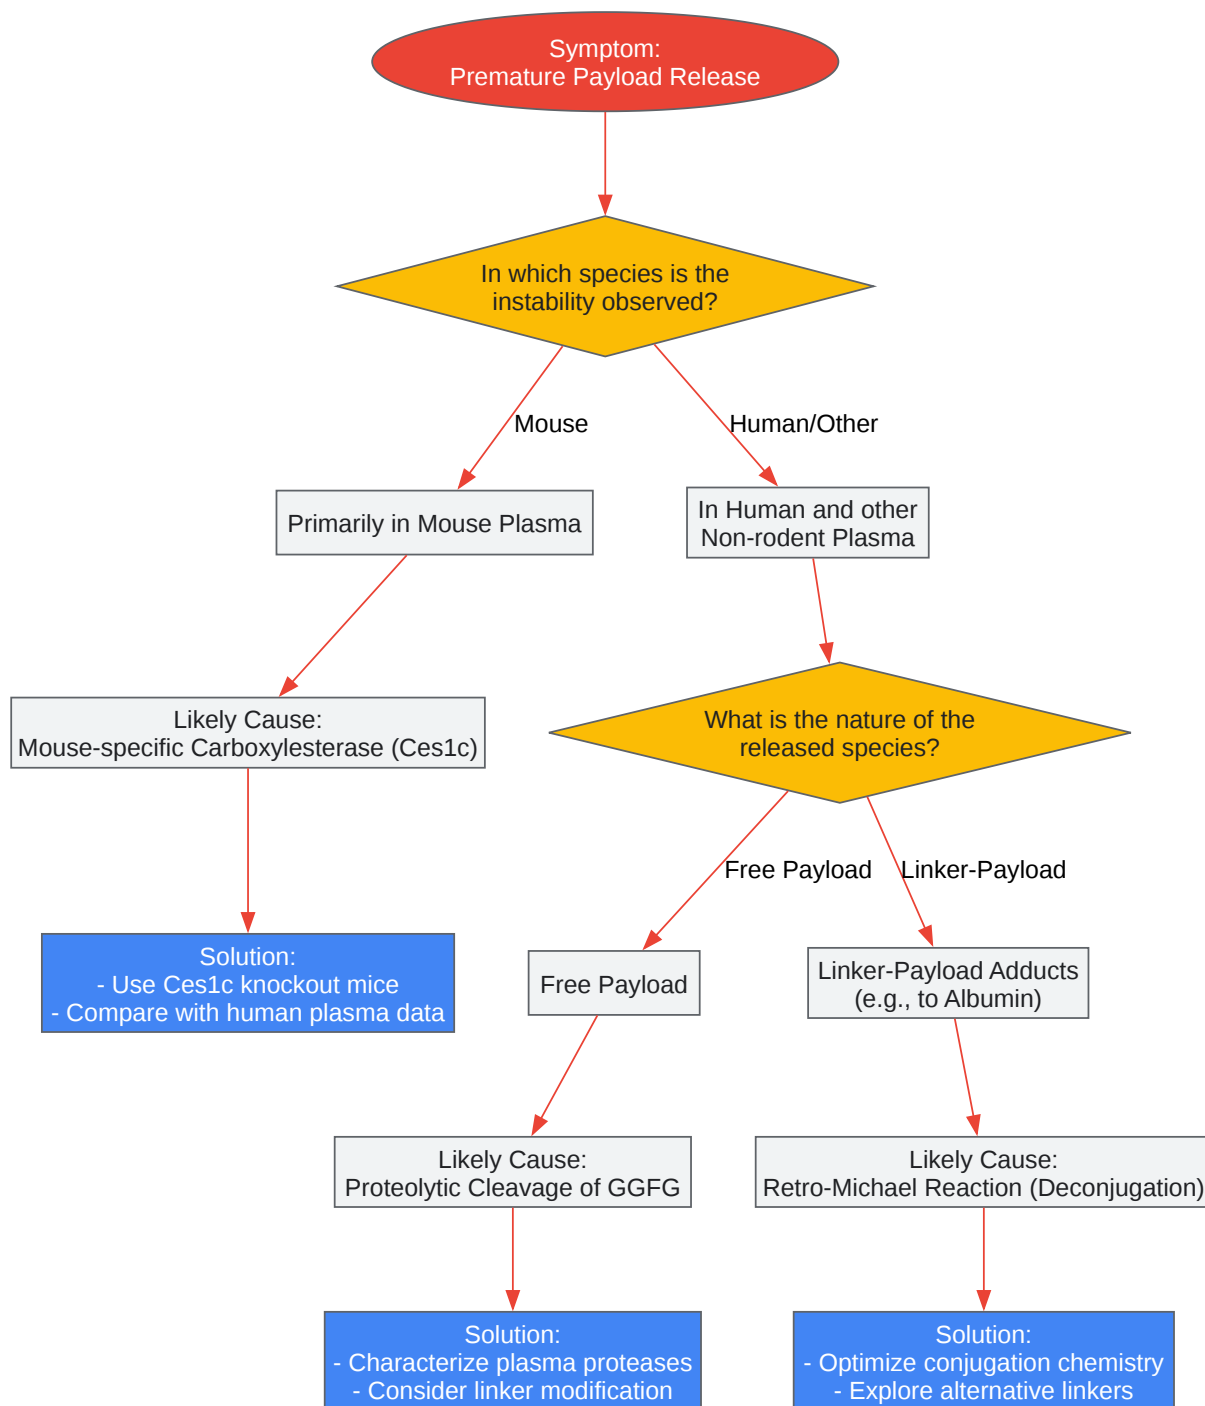 Symptom:
Premature Payload Release
In which species is the
instability observed?
Mouse
Human/Other
Primarily in Mouse Plasma
In Human and other
Non-rodent Plasma
Likely Cause:
Mouse-specific Carboxylesterase (Ces1c)
What is the nature of the
released species?
Free Payload
Linker-Payload
Solution:
- Use Ces1c knockout mice
- Compare with human plasma data
Free Payload
Linker-Payload Adducts
(e.g., to Albumin)
Likely Cause:
Proteolytic Cleavage of GGFG
Likely Cause:
Retro-Michael Reaction (Deconjugation)
Solution:
- Characterize plasma proteases
- Consider linker modification
Solution:
- Optimize conjugation chemistry
- Explore alternative linkers